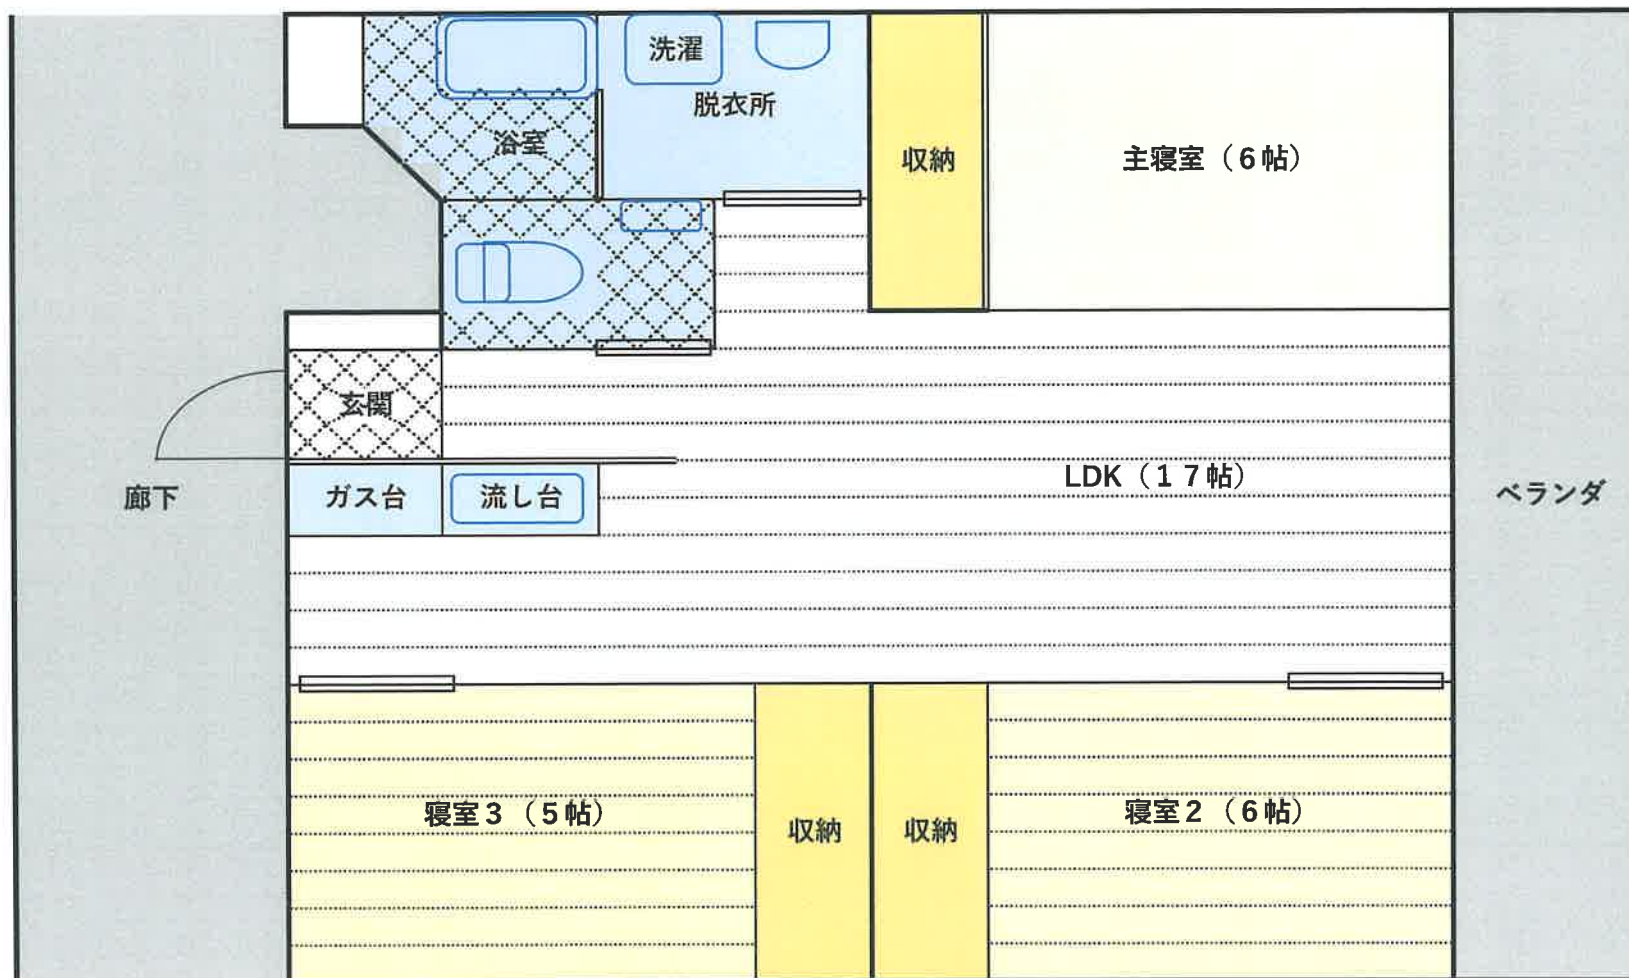 洗濯
脱衣所
浴室
収納
主寝室（６帖）
玄関
LDK（１７帖）
廊下
ガス台
流し台
ベランダ
寝室３（５帖）
収納
収納
寝室２（６帖）